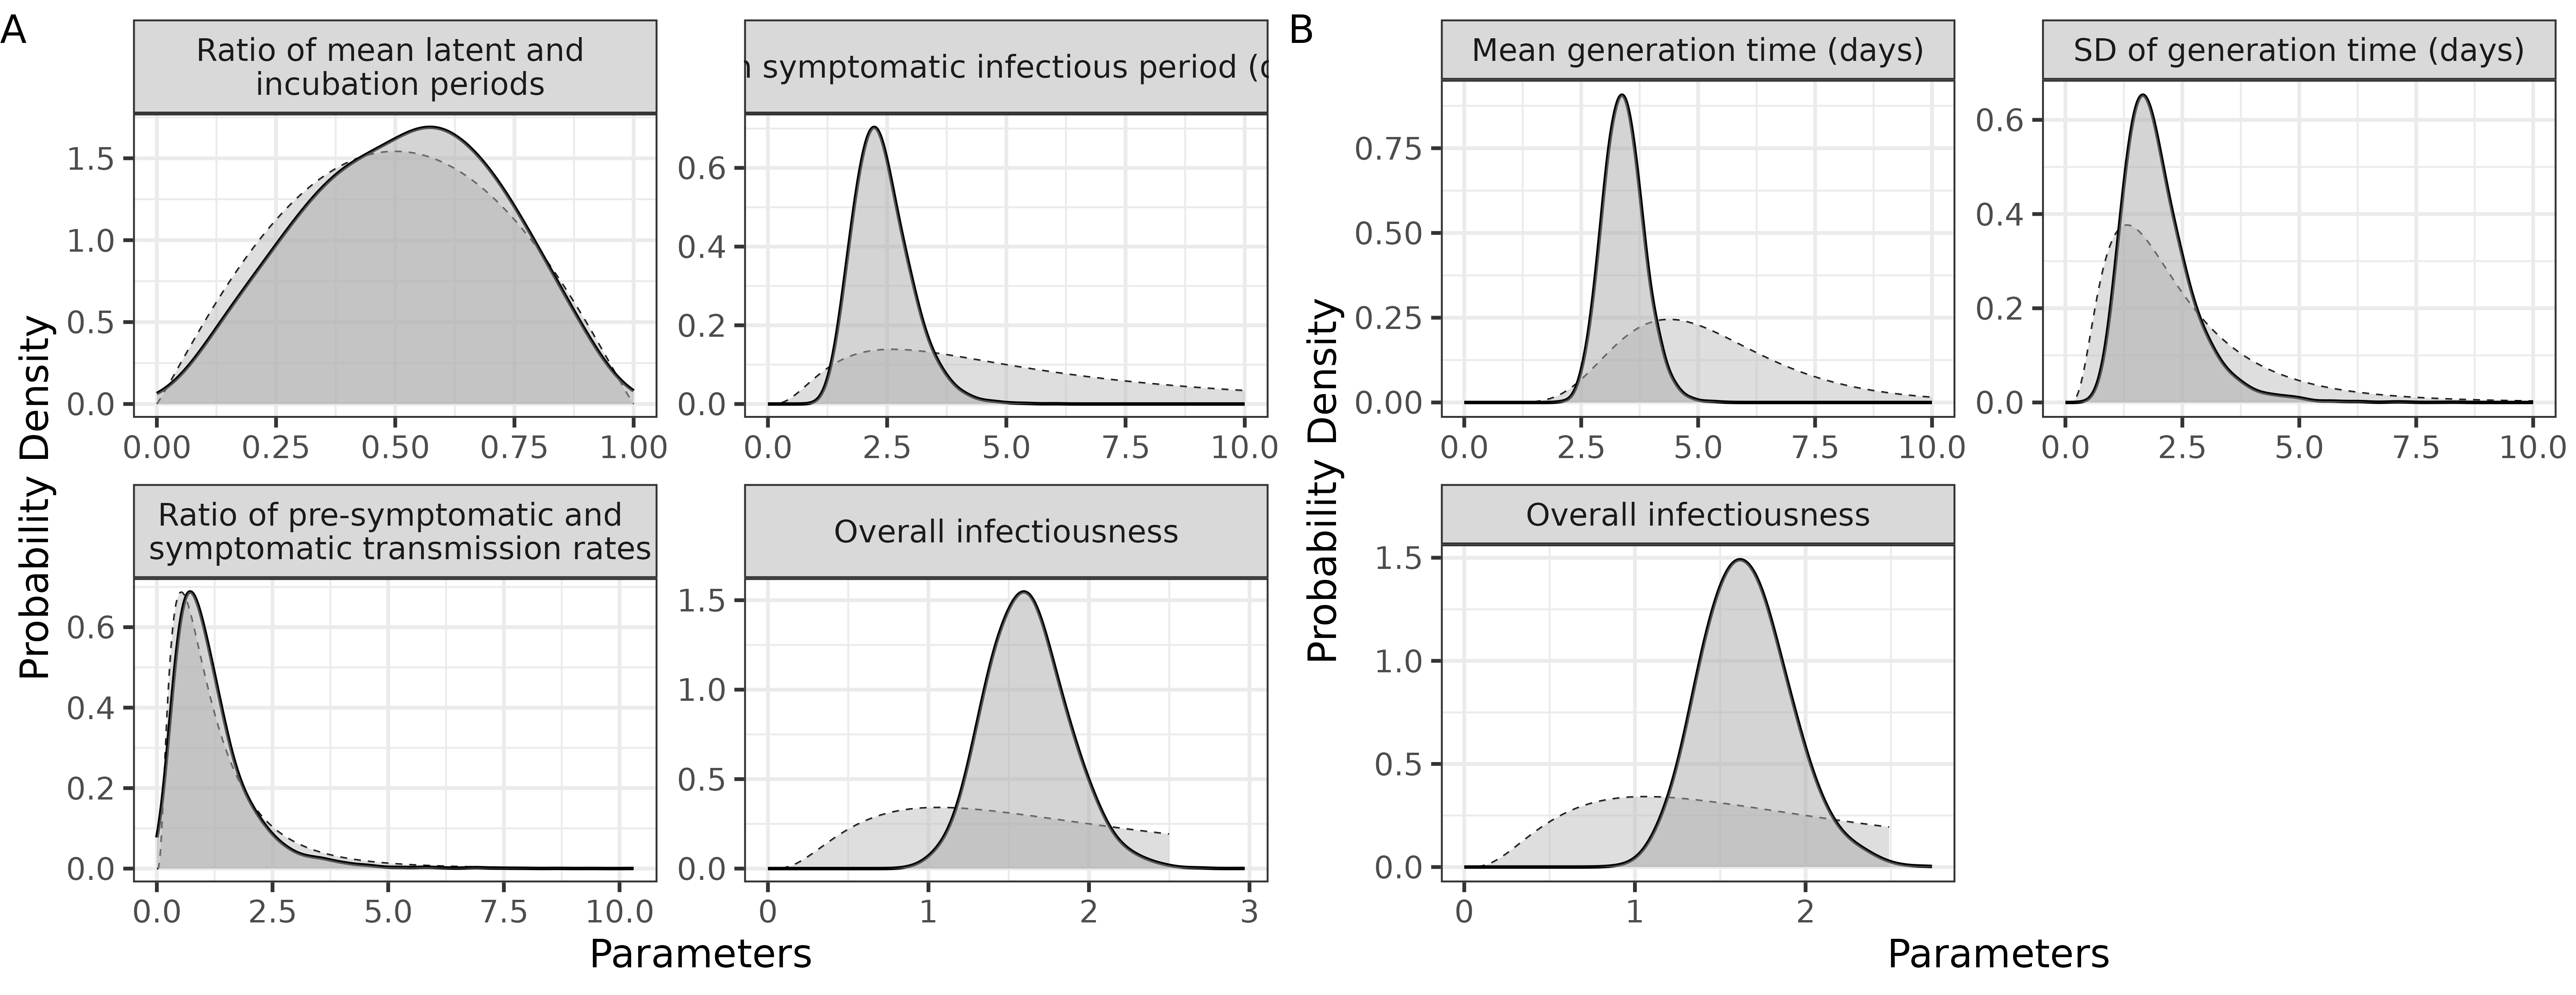 A
Ratio of mean latent and
incubation periods
symptomatic infectious period
B
Mean generation time (days)
SD of generation time (days)
1.5
1.0
0.5
0.0
0.00 0.25 0.50 0.75 1.00
0.6
0.4
0.2
0.0
0.0 2.5 5.0 7.5 10.0
0.75
0.50
0.25
0.00
0.0 2.5 5.0 7.5 10.0
0.6
0.4
0.2
0.0
0.0 2.5 5.0 7.5 10.0
Probability Density
Probability Density
Ratio of pre-symptomatic and
symptomatic transmission rates
Overall infectiousness
Overall infectiousness
0.6
0.4
0.2
0.0
0.0 2.5 5.0 7.5 10.0
1.5
1.0
0.5
0.0
0 1 2 3
1.5
1.0
0.5
0.0
0 1 2
Parameters
Parameters